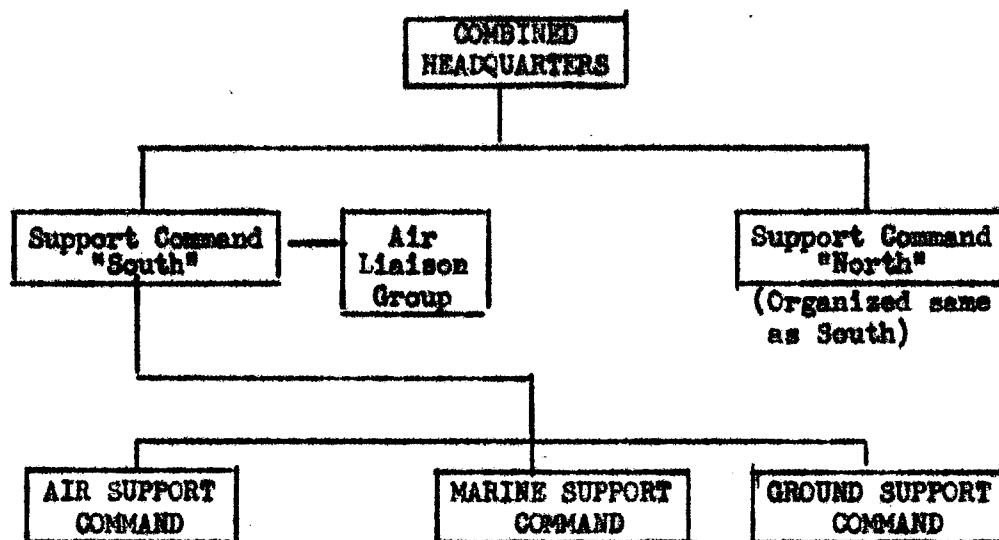 COMBINED
HEADQUARTERS
Support Command
"South"
Air
Liaison
Group
Support Command
"North"
(Organized same
as South)
AIR SUPPORT
COMMAND
MARINE SUPPORT
COMMAND
GROUND SUPPORT
COMMAND